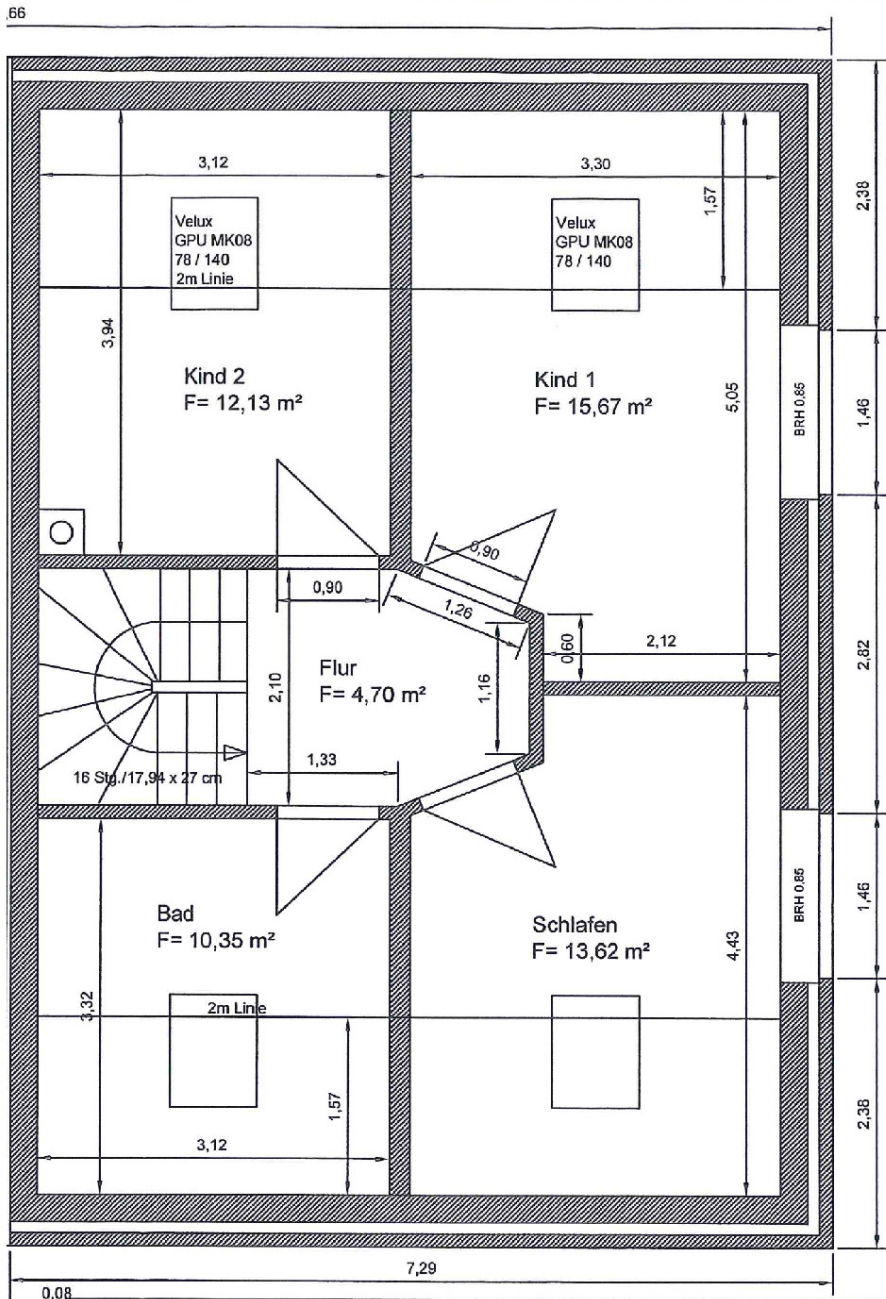 ,66
3,12
3,30
1,57
2,38
Velux
GPU MK08
78 / 140
2m Linie
Velux
GPU MK08
78 / 140
3,94
Kind 2
F= 12,13 m²
Kind 1
F= 15,67 m²
5,05
BRH 0,85
1,46
0,90
0,90
1,26
0,60
2,12
2,82
2,10
Flur
F= 4,70 m²
1,16
1,33
16 Stg./17,94 x 27 cm
Bad
F= 10,35 m²
Schlafen
F= 13,62 m²
4,43
BRH 0,85
1,46
3,32
2m Linie
1,57
3,12
2,38
7,29
0,08